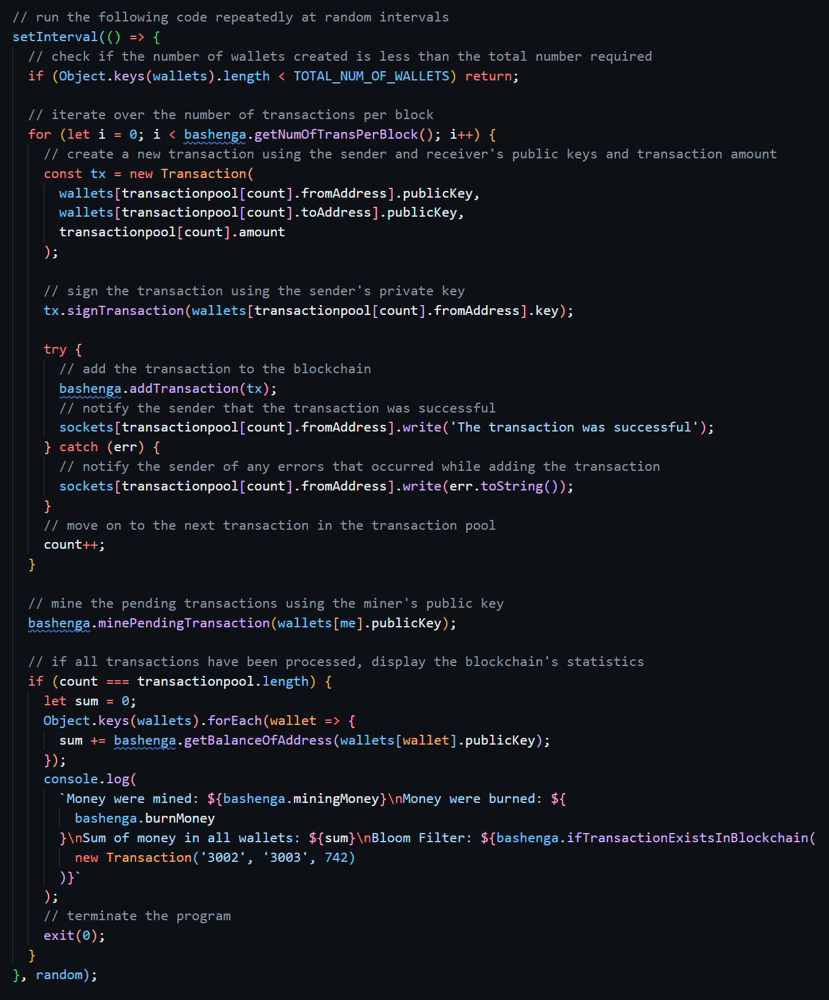 // run the following code repeatedly at random intervals
setInterval(() => {
  // check if the number of wallets created is less than the total number required
  if (Object.keys(wallets).length < TOTAL_NUM_OF_WALLETS) return;

  // iterate over the number of transactions per block
  for (let i = 0; i < bashenga.getNumOfTransPerBlock(); i++) {
    // create a new transaction using the sender and receiver's public keys and transaction amount
    const tx = new Transaction(
      wallets[transactionpool[count].fromAddress].publicKey,
      wallets[transactionpool[count].toAddress].publicKey,
      transactionpool[count].amount
    );

    // sign the transaction using the sender's private key
    tx.signTransaction(wallets[transactionpool[count].fromAddress].key);

    try {
      // add the transaction to the blockchain
      bashenga.addTransaction(tx);
      // notify the sender that the transaction was successful
      sockets[transactionpool[count].fromAddress].write('The transaction was successful');
    } catch (err) {
      // notify the sender of any errors that occurred while adding the transaction
      sockets[transactionpool[count].fromAddress].write(err.toString());
    }
    // move on to the next transaction in the transaction pool
    count++;
  }

  // mine the pending transactions using the miner's public key
  bashenga.minePendingTransaction(wallets[me].publicKey);

  // if all transactions have been processed, display the blockchain's statistics
  if (count === transactionpool.length) {
    let sum = 0;
    Object.keys(wallets).forEach(wallet => {
      sum += bashenga.getBalanceOfAddress(wallets[wallet].publicKey);
    });
    console.log(
      `Money were mined: ${bashenga.miningMoney}\nMoney were burned: ${
        bashenga.burnMoney
      }\nSum of money in all wallets: ${sum}\nBloom Filter: ${bashenga.ifTransactionExistsInBlockchain(
        new Transaction('3002', '3003', 742)
      )}`
    );
    // terminate the program
    exit(0);
  }
}, random);